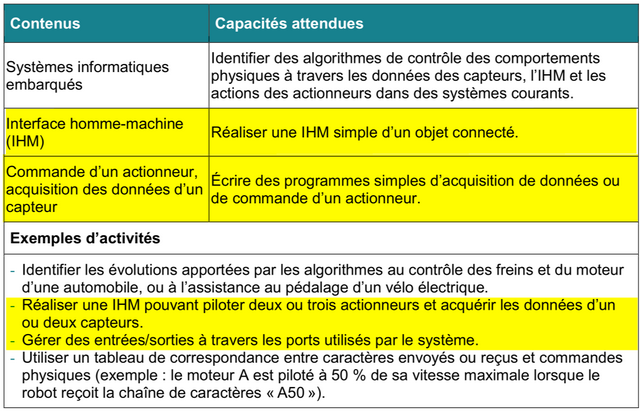 Contenus
Capacités attendues
Systèmes informatiques
embarqués
Identifier des algorithmes de contrôle des comportements
physiques à travers les données des capteurs, l’IHM et les
actions des actionneurs dans des systèmes courants.
Interface homme-machine
(IHM)
Réaliser une IHM simple d’un objet connecté.
Commande d’un actionneur,
acquisition des données d’un
capteur
Écrire des programmes simples d’acquisition de données ou
de commande d’un actionneur.
Exemples d’activités
- Identifier les évolutions apportées par les algorithmes au contrôle des freins et du moteur
d’une automobile, ou à l’assistance au pédalage d’un vélo électrique.
- Réaliser une IHM pouvant piloter deux ou trois actionneurs et acquérir les données d’un
ou deux capteurs.
- Gérer des entrées/sorties à travers les ports utilisés par le système.
- Utiliser un tableau de correspondance entre caractères envoyés ou reçus et commandes
physiques (exemple : le moteur A est piloté à 50 % de sa vitesse maximale lorsque le
robot reçoit la chaîne de caractères « A50 »).